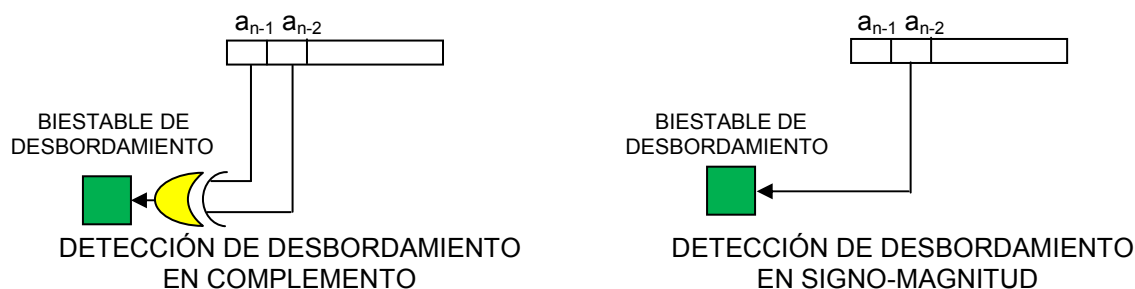 aₙ₋₁ aₙ₋₂
BIESTABLE DE
DESBORDAMIENTO
DETECCIÓN DE DESBORDAMIENTO
EN COMPLEMENTO
aₙ₋₁ aₙ₋₂
BIESTABLE DE
DESBORDAMIENTO
DETECCIÓN DE DESBORDAMIENTO
EN SIGNO-MAGNITUD